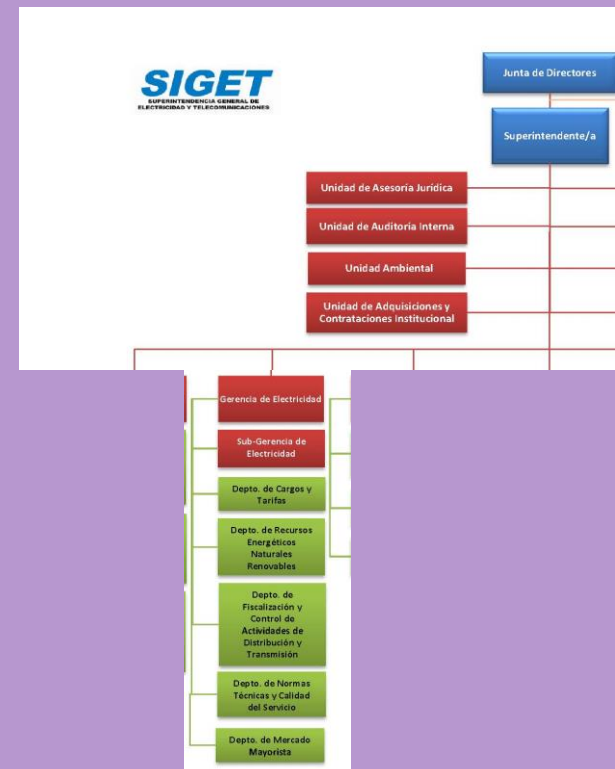 SIGET
SUPERINTENDENCIA GENERAL DE
ELECTRICIDAD Y TELECOMUNICACIONES
Junta de Directores
Superintendente/a
Unidad de Asesoría Jurídica
Unidad de Auditoria Interna
Unidad Ambiental
Unidad de Adquisiciones y
Contrataciones Institucional
Gerencia de Electricidad
Sub-Gerencia de
Electricidad
Depto. de Cargos y
Tarifas
Depto. de Recursos
Energéticos
Naturales
Renovables
Depto. de
Fiscalización y
Control de
Actividades de
Distribución y
Transmisión
Depto. de Normas
Técnicas y Calidad
del Servicio
Depto. de Mercado
Mayorista